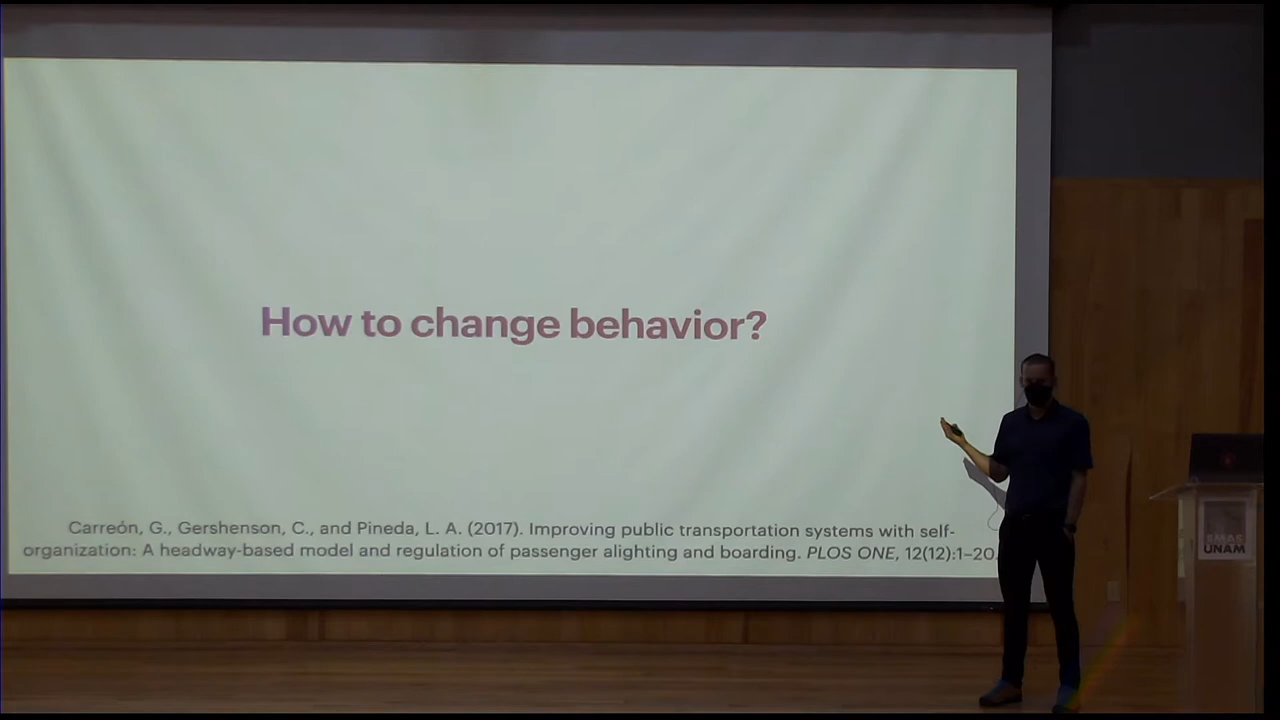 How to change behavior?
Carreón, G., Gershenson, C., and Pineda, L. A. (2017). Improving public transportation systems with self-
organization: A headway-based model and regulation of passenger alighting and boarding. PLOS ONE, 12(12):1–20.
UNAM